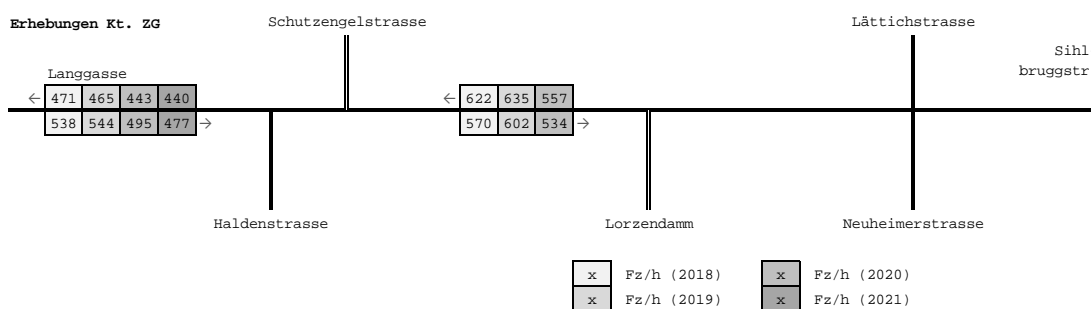 Erhebungen Kt. ZG
Schutzengelstrasse
Lättichstrasse
Sihl
bruggstr
Langgasse
← 471 465 443 440
538 544 495 477 →
← 622 635 557
570 602 534 →
Haldenstrasse
Lorzendamm
Neuheimerstrasse
x Fz/h (2018)
x Fz/h (2020)
x Fz/h (2019)
x Fz/h (2021)